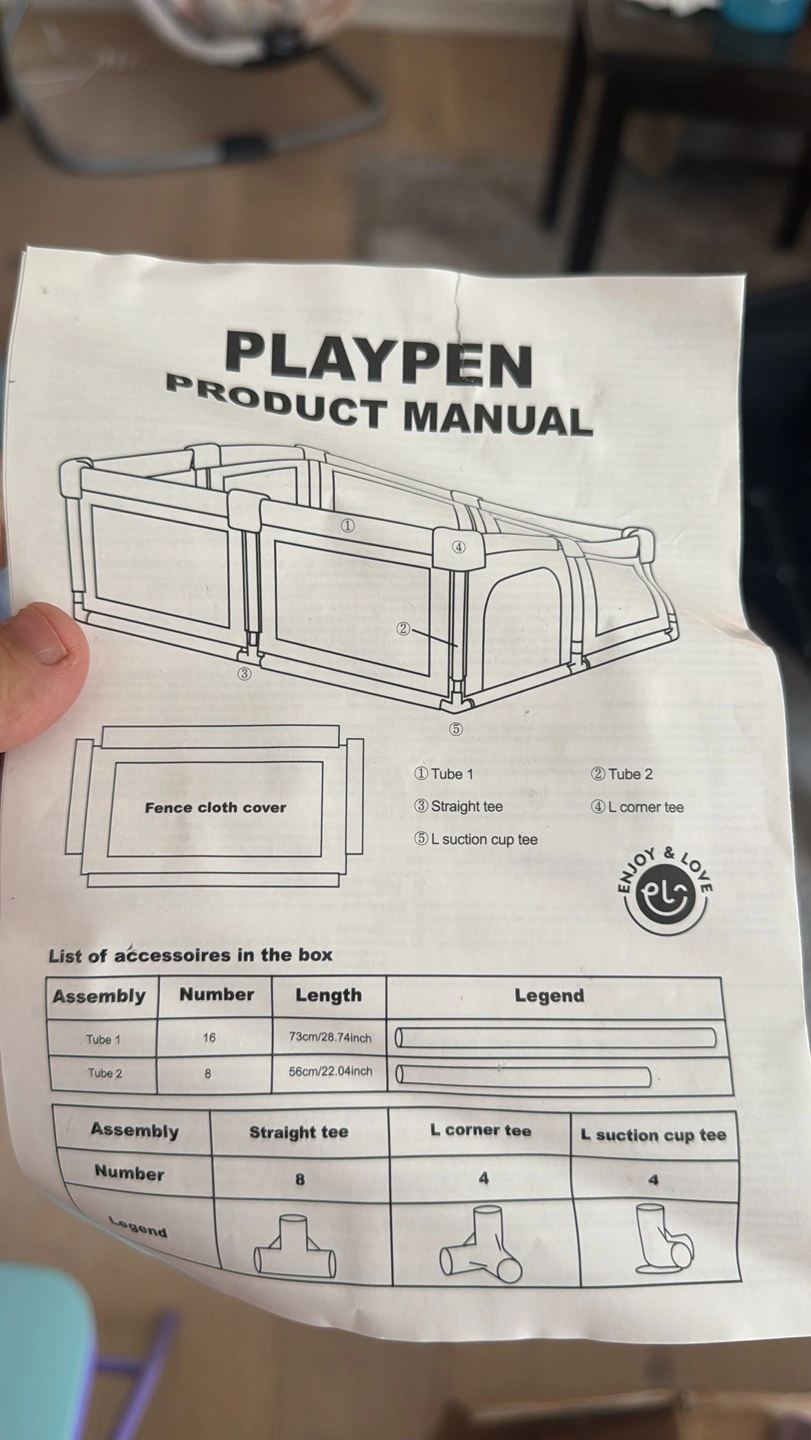 PLAYPEN
PRODUCT MANUAL
①
④
②
③
⑤
Fence cloth cover
① Tube 1 ② Tube 2
③ Straight tee ④ L corner tee
⑤ L suction cup tee
ENJOY & LOVE
List of accessoires in the box
Assembly Number Length Legend
Tube 1 16 73cm/28.74inch
Tube 2 8 56cm/22.04inch
Assembly Straight tee L corner tee L suction cup tee
Number 8 4 4
Legend